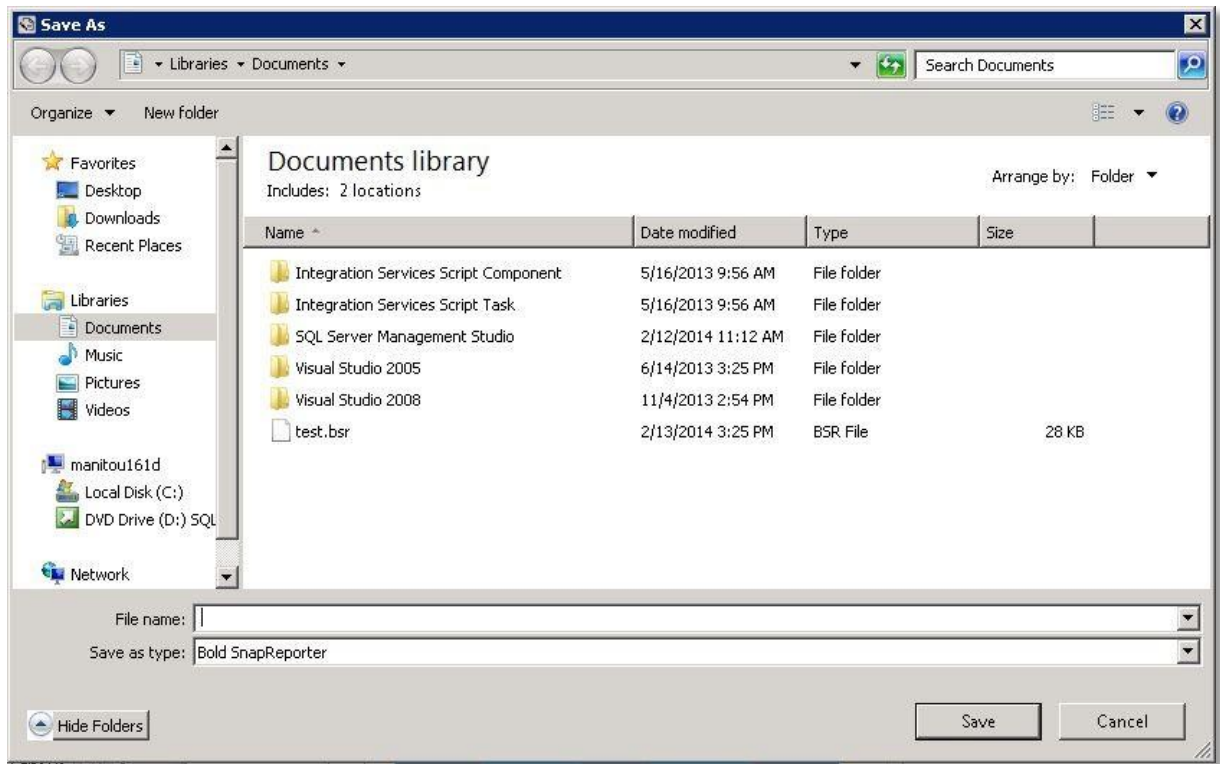 Save As
Libraries Documents
Search Documents
Organize New folder
Favorites
Desktop
Downloads
Recent Places
Libraries
Documents
Music
Pictures
Videos
manitou161d
Local Disk (C:)
DVD Drive (D:) SQL
Network
Documents library
Includes: 2 locations
Arrange by: Folder
Name Date modified Type Size
Integration Services Script Component 5/16/2013 9:56 AM File folder
Integration Services Script Task 5/16/2013 9:56 AM File folder
SQL Server Management Studio 2/12/2014 11:12 AM File folder
Visual Studio 2005 6/14/2013 3:25 PM File folder
Visual Studio 2008 11/4/2013 2:54 PM File folder
test.bsr 2/13/2014 3:25 PM BSR File 28 KB
File name:
Save as type: Bold SnapReporter
Hide Folders
Save Cancel